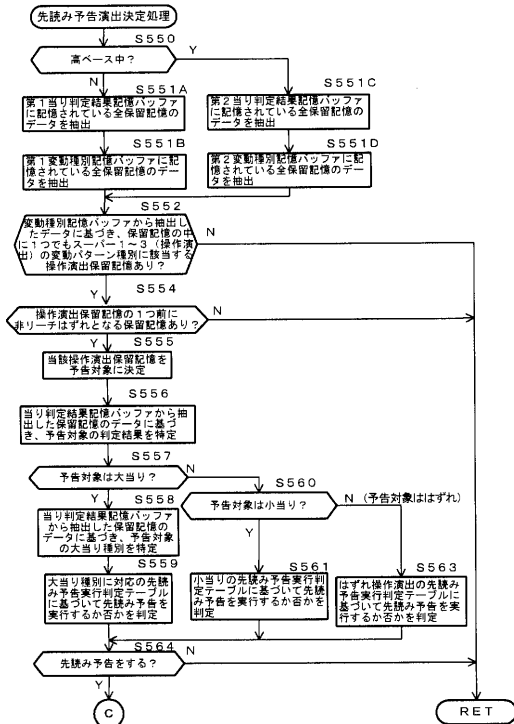 先読み予告演出決定処理
S550
高ベース中？
Y
N
S551A
第１当り判定結果記憶バッファ
に記憶されている全保留記憶の
データを抽出
S551C
第２当り判定結果記憶バッファ
に記憶されている全保留記憶の
データを抽出
S551B
第１変動種別記憶バッファに記
憶されている全保留記憶のデー
タを抽出
S551D
第２変動種別記憶バッファに記
憶されている全保留記憶のデー
タを抽出
S552
変動種別記憶バッファから抽出し
たデータに基づき、保留記憶の中
に１つでもスーパー１～３（操作演
出）の変動パターン種別に該当する
操作演出保留記憶あり？
N
Y
S554
操作演出保留記憶の１つ前に
非リーチはずれとなる保留記憶あり？
N
Y
S555
当該操作演出保留記憶を
予告対象に決定
S556
当り判定結果記憶バッファから抽出
した保留記憶のデータに基づ
き、予告対象の判定結果を特定
S557
予告対象は大当り？
N
Y
S558
当り判定結果記憶バッファ
から抽出した保留記憶の
データに基づき、予告対象
の大当り種別を特定
S560
予告対象は小当り？
N（予告対象ははずれ）
Y
S559
大当り種別に対応の先読
み予告実行判定テーブル
に基づいて先読み予告を
実行するか否かを判定
S561
小当りの先読み予告実行判
定テーブルに基づいて先読
み予告を実行するか否かを
判定
S563
はずれ操作演出の先読み
予告実行判定テーブルに
基づいて先読み予告を実
行するか否かを判定
S564
先読み予告をする？
N
Y
C
RET